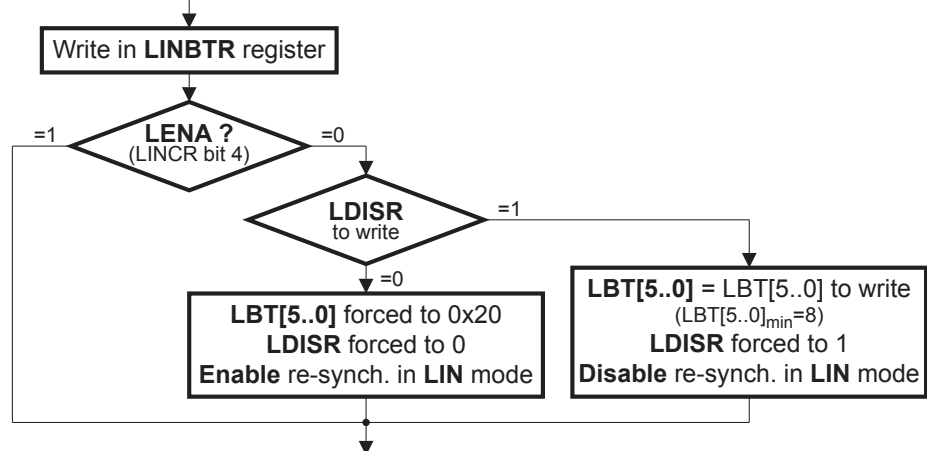 Write in LINBTR register
=1
LENA ?
(LINCR bit 4)
=0
LDISR
to write
=1
=0
LBT[5..0] forced to 0x20
LDISR forced to 0
Enable re-synch. in LIN mode
LBT[5..0] = LBT[5..0] to write
(LBT[5..0]min=8)
LDISR forced to 1
Disable re-synch. in LIN mode